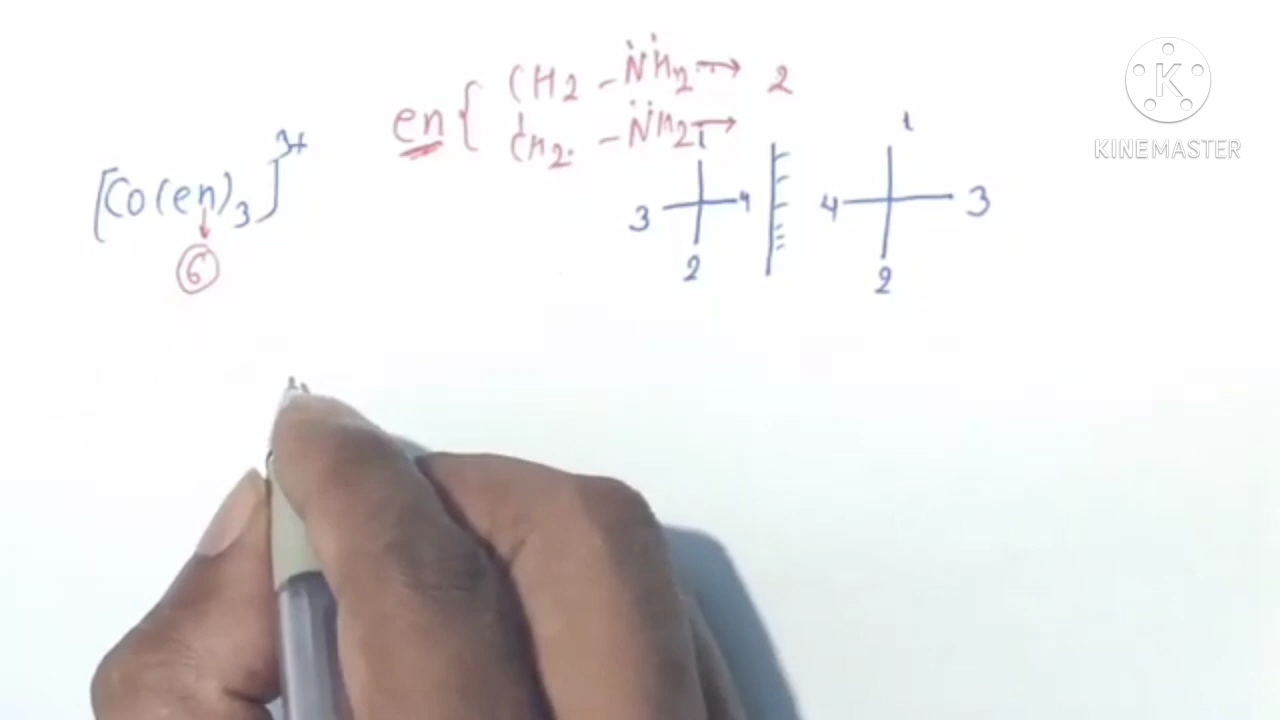 en { CH2 - NH2 → 2
CH2. - NH2 →
[Co(en)3]3+
6
1
3 4
2
1
4 3
2
K
KINEMASTER